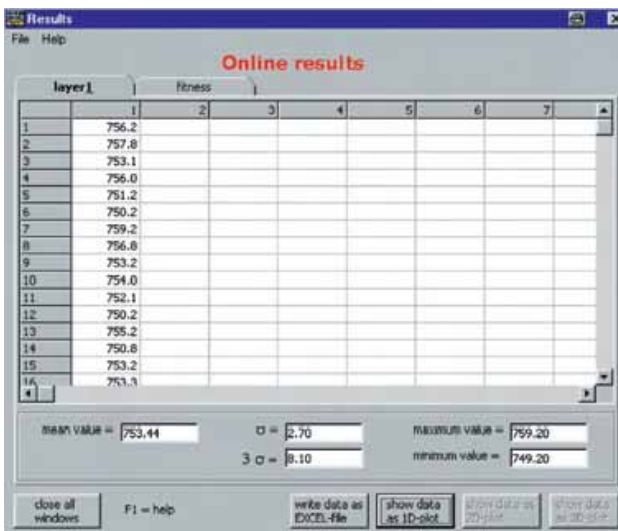 Results
File Help
Online results
layer1 fitness
1 2 3 4 5 6 7
1 756.2
2 757.8
3 753.1
4 756.0
5 751.2
6 750.2
7 759.2
8 756.8
9 753.2
10 754.0
11 752.1
12 750.2
13 755.2
14 750.8
15 753.2
16 753.3
mean value = 753.44 σ = 2.70 maximum value = 759.20
3 σ = 8.10 minimum value = 749.20
close all windows
F1 = help
write data as EXCEL-file
show data as 1D-plot
show data as 2D-plot
show data as 3D-plot